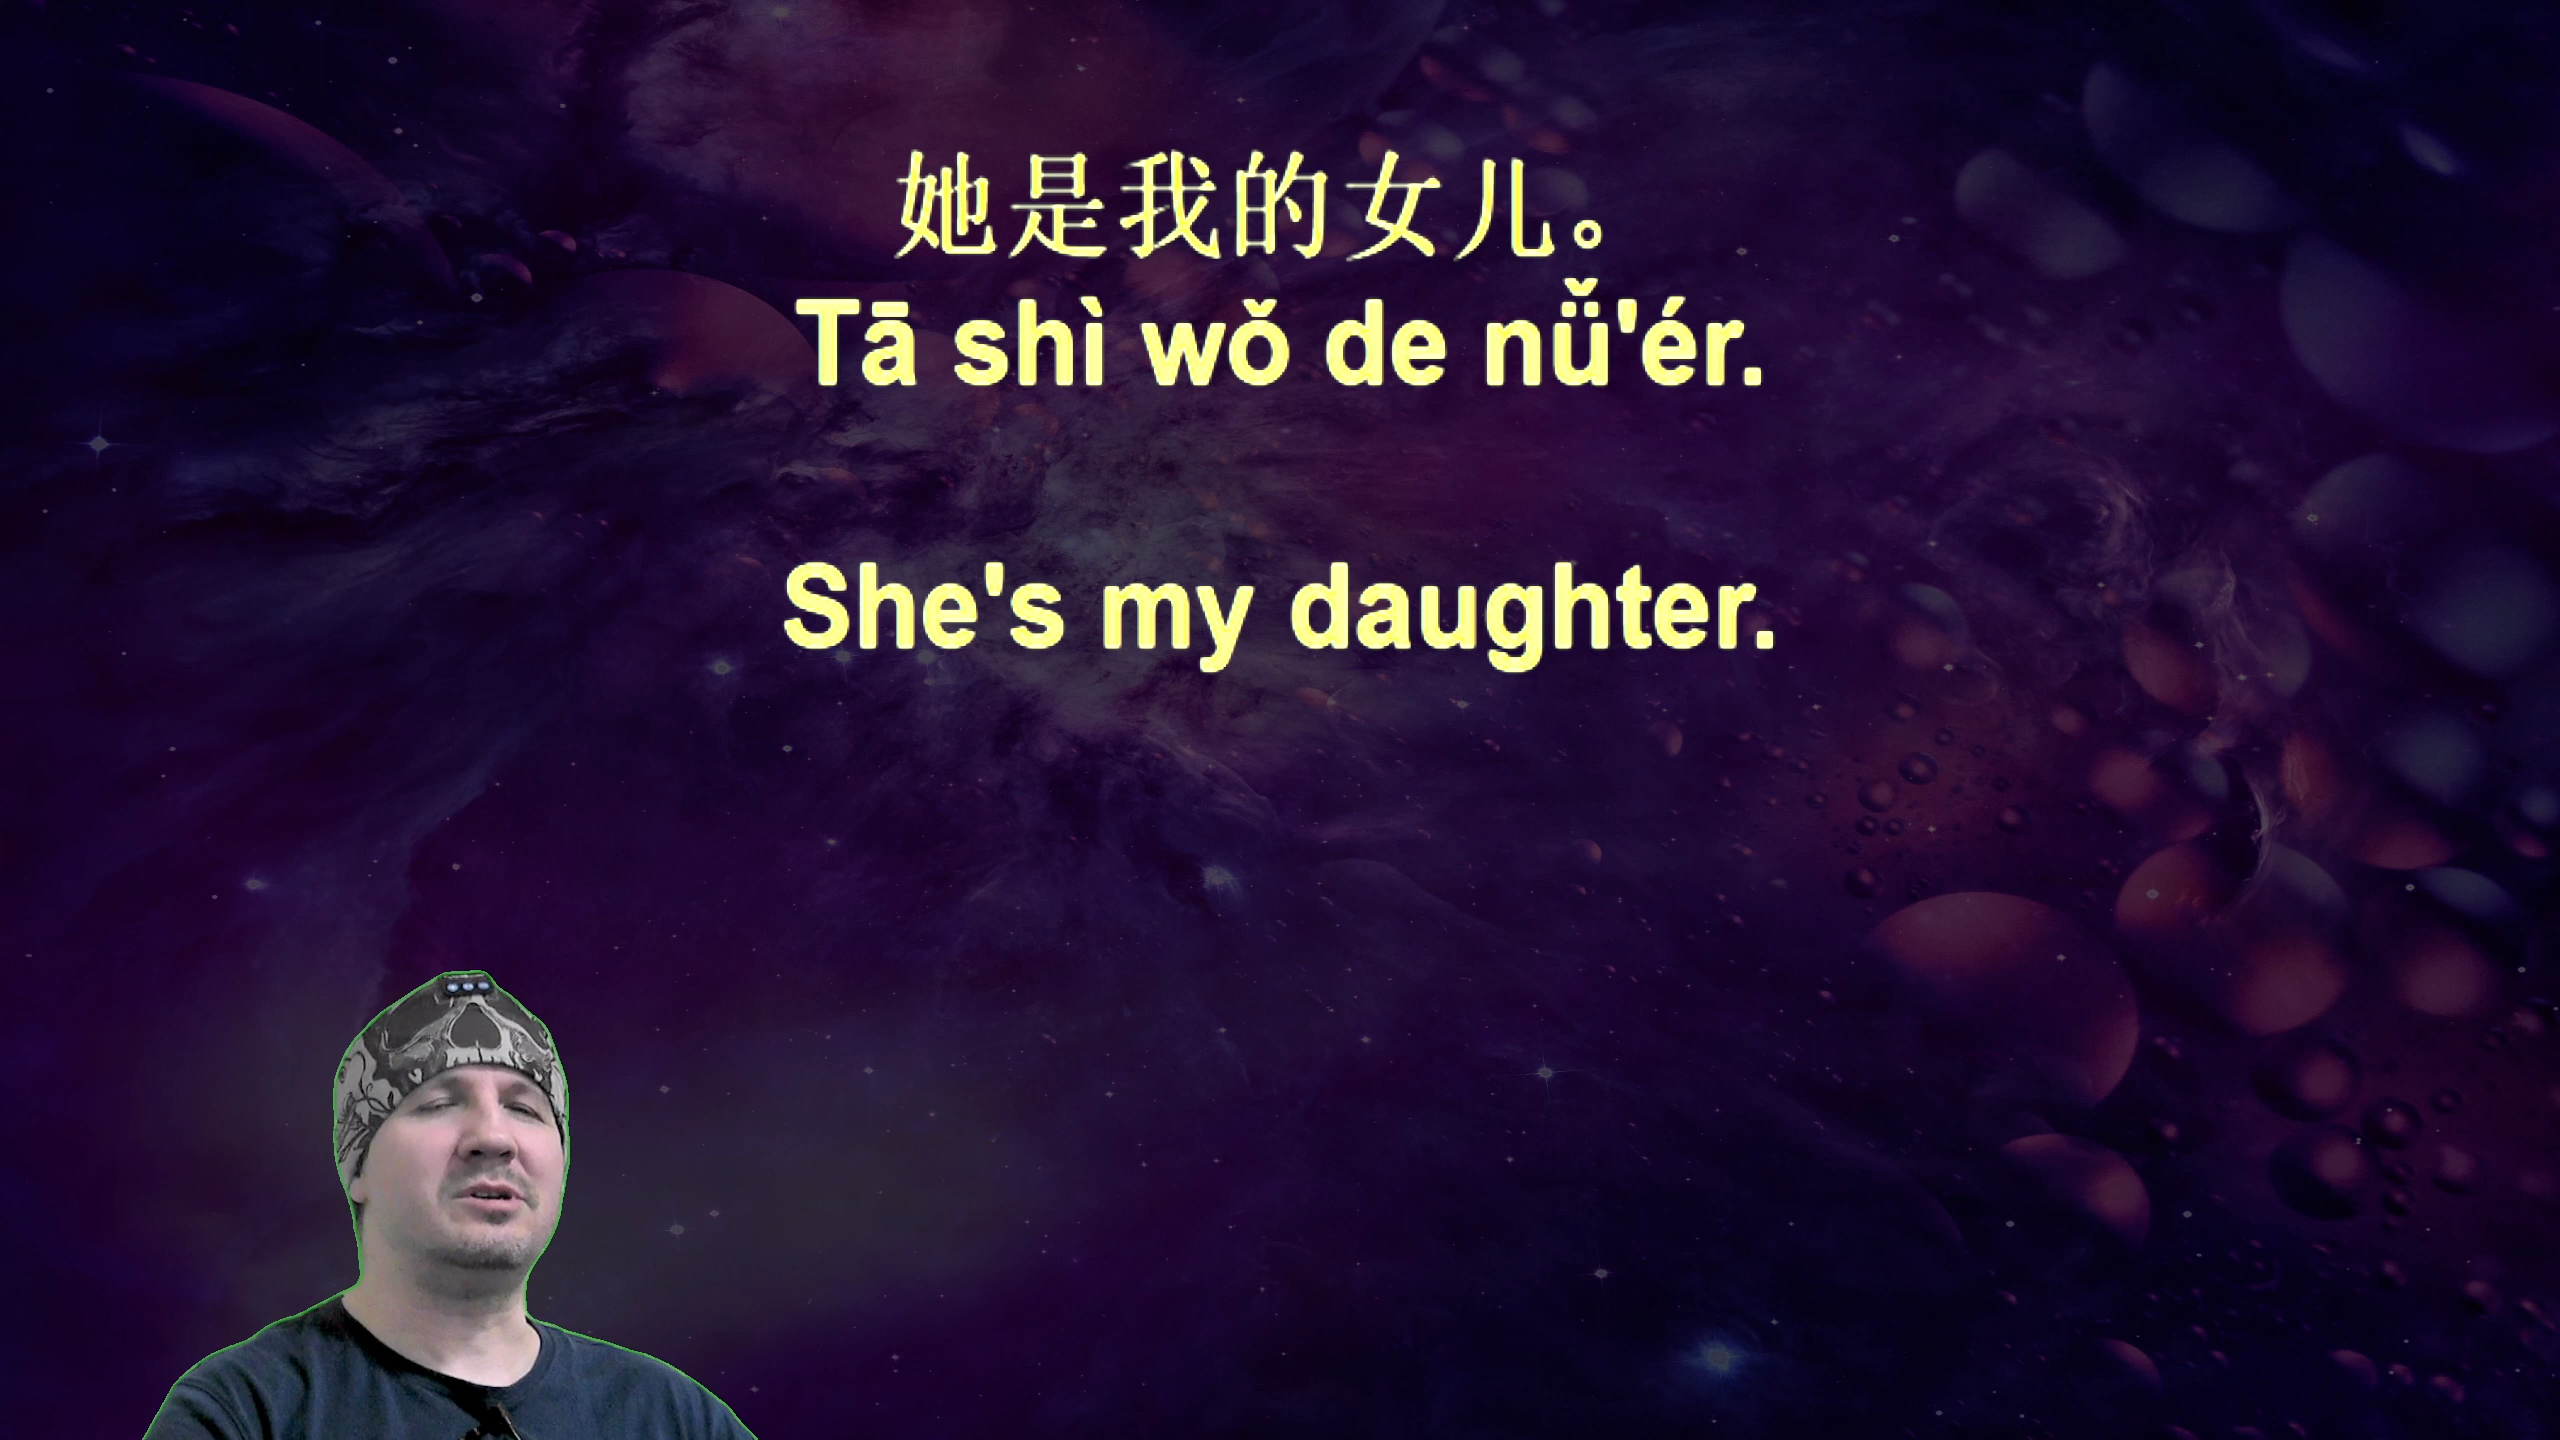 她是我的女儿。
Tā shì wǒ de nǚ'ér.
She's my daughter.